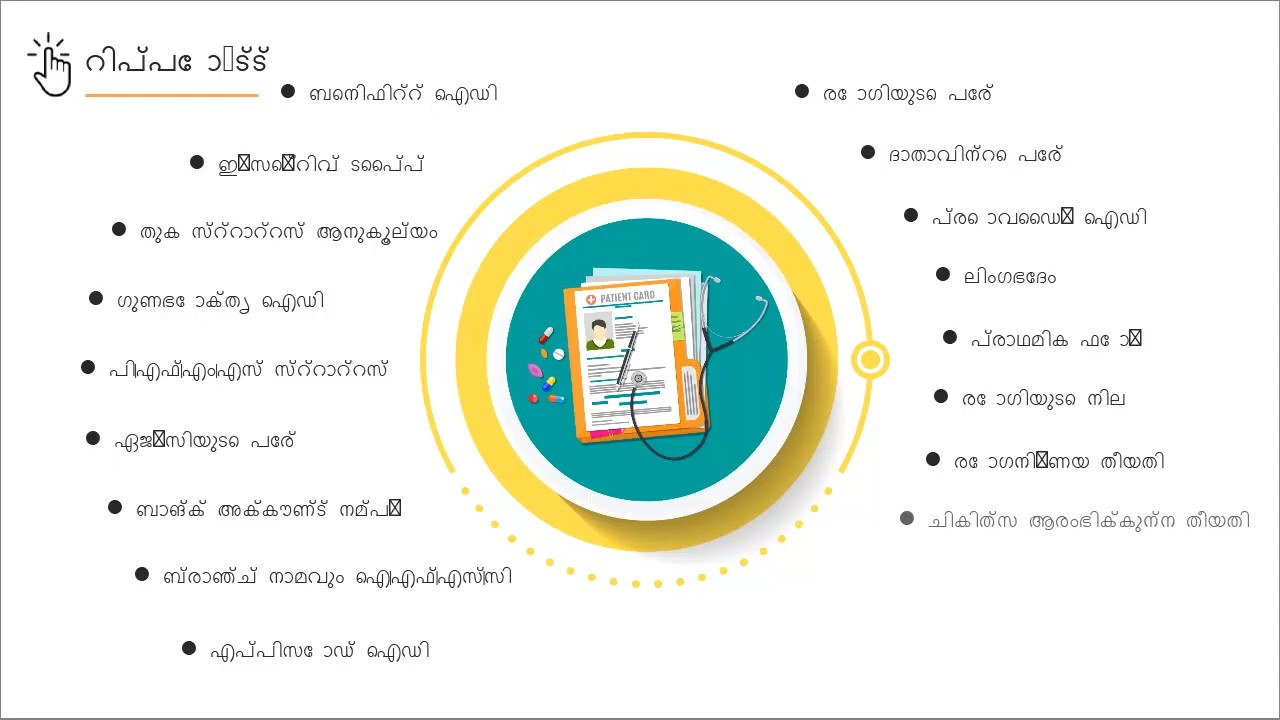 റിപ്പോർട്ട്
ബെനിഫിറ്റ് ഐഡി
ഇൻസെന്റീവ് ടൈപ്പ്
തുക സ്റ്റാറ്റസ് ആനുകൂല്യം
ഗുണഭോക്തൃ ഐഡി
പിഎഫ്എംഎസ് സ്റ്റാറ്റസ്
ഏജൻസിയുടെ പേര്
ബാങ്ക് അക്കൗണ്ട് നമ്പർ
ബ്രാഞ്ച് നാമവും ഐഎഫ്എസ്‌സി
എപ്പിസോഡ് ഐഡി
രോഗിയുടെ പേര്
ദാതാവിന്റെ പേര്
പ്രൊവൈഡർ ഐഡി
ലിംഗഭേദം
പ്രാഥമിക ഫോൺ
രോഗിയുടെ നില
രോഗനിർണയ തീയതി
ചികിത്സ ആരംഭിക്കുന്ന തീയതി
PATIENT CARD